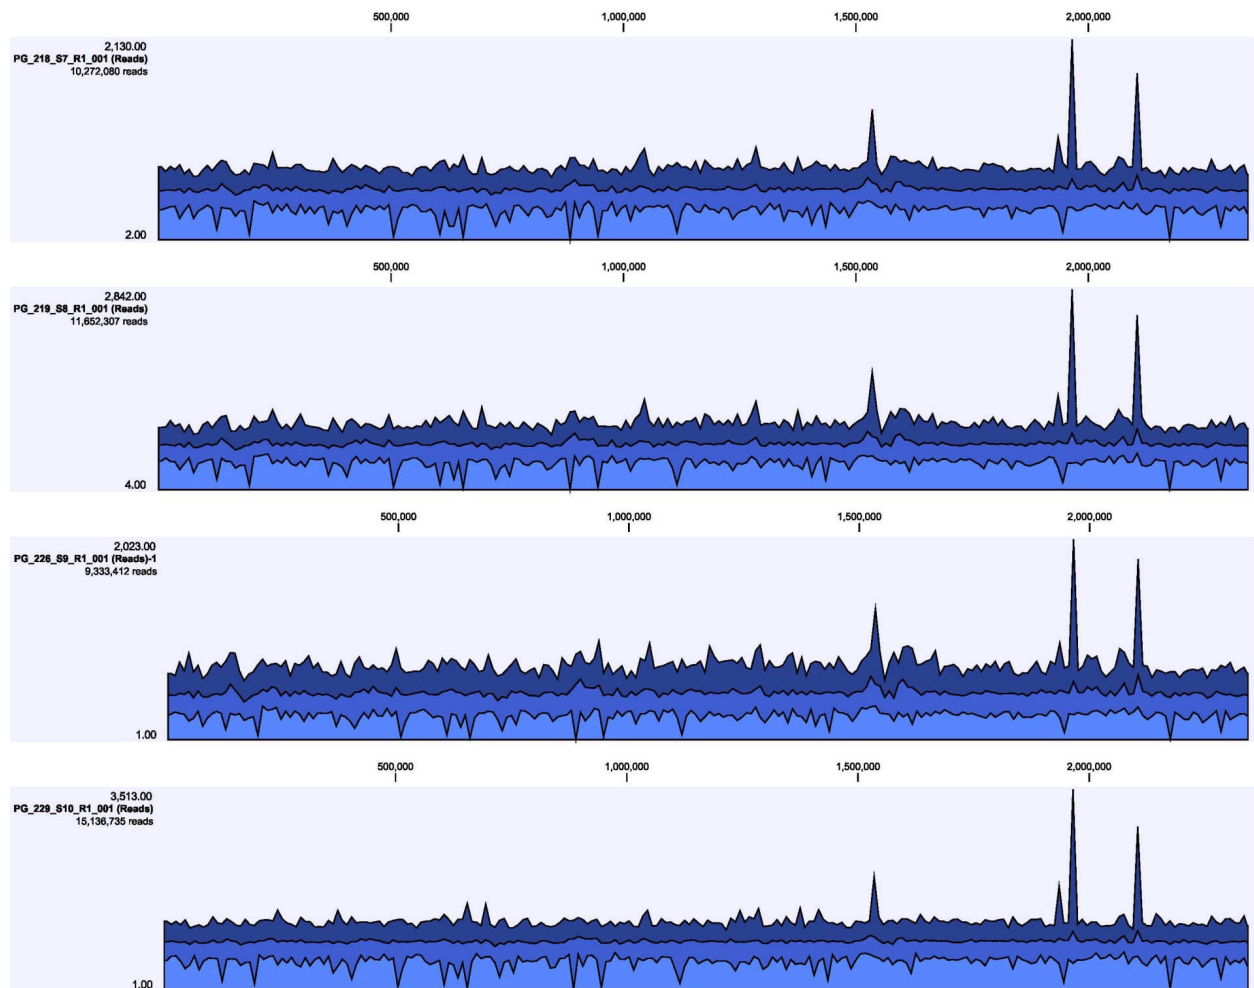 500,000 1,000,000 1,500,000 2,000,000
2,130.00
PG_218_S7_R1_001 (Reads)
10,272,080 reads
2.00
500,000 1,000,000 1,500,000 2,000,000
2,842.00
PG_219_S8_R1_001 (Reads)
11,652,307 reads
4.00
500,000 1,000,000 1,500,000 2,000,000
2,023.00
PG_226_S9_R1_001 (Reads)-1
9,333,412 reads
1.00
500,000 1,000,000 1,500,000 2,000,000
3,513.00
PG_229_S10_R1_001 (Reads)
15,136,735 reads
1.00